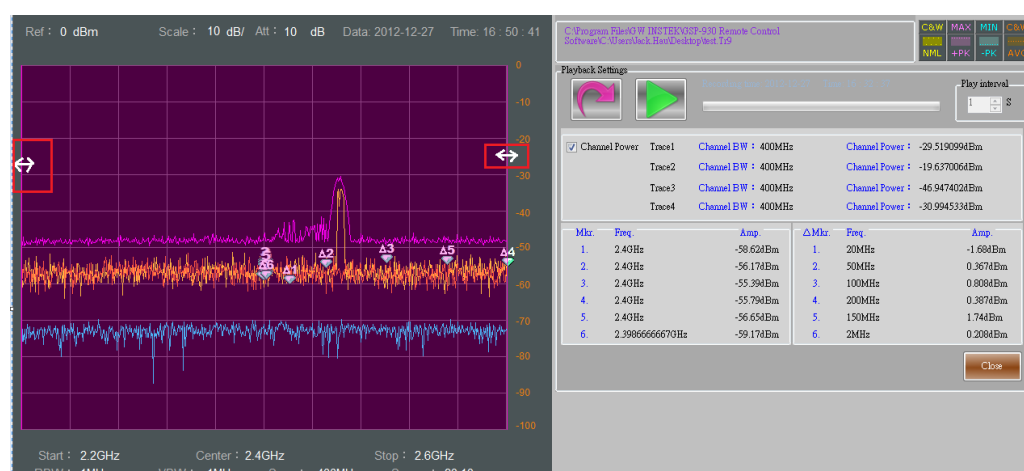 Ref : 0 dBm Scale : 10 dB/ Att : 10 dB Data: 2012-12-27 Time: 16 : 50 : 41
0
-10
-20
-30
-40
-50
-60
-70
-80
-90
-100
Δ1
Δ2
Δ3
Δ5
Δ4
Start : 2.2GHz Center : 2.4GHz Stop : 2.6GHz
C:\Program Files\GW INSTEK\GSP-930 Remote Control
Software\C:\Users\Jack.Hao\Desktop\test.Tr9
C&W MAX MIN C&W
NML +PK -PK AVG
Playback Settings
Play interval
1 S
Channel Power Trace1 Channel BW : 400MHz Channel Power : -29.519099dBm
Trace2 Channel BW : 400MHz Channel Power : -19.637006dBm
Trace3 Channel BW : 400MHz Channel Power : -46.947402dBm
Trace4 Channel BW : 400MHz Channel Power : -30.994533dBm
Mkr. Freq. Amp. ΔMkr. Freq. Amp.
1. 2.4GHz -58.62dBm 1. 20MHz -1.68dBm
2. 2.4GHz -56.17dBm 2. 50MHz 0.367dBm
3. 2.4GHz -55.39dBm 3. 100MHz 0.808dBm
4. 2.4GHz -55.79dBm 4. 200MHz 0.387dBm
5. 2.4GHz -56.65dBm 5. 150MHz 1.74dBm
6. 2.3986666667GHz -59.17dBm 6. 2MHz 0.208dBm
Close